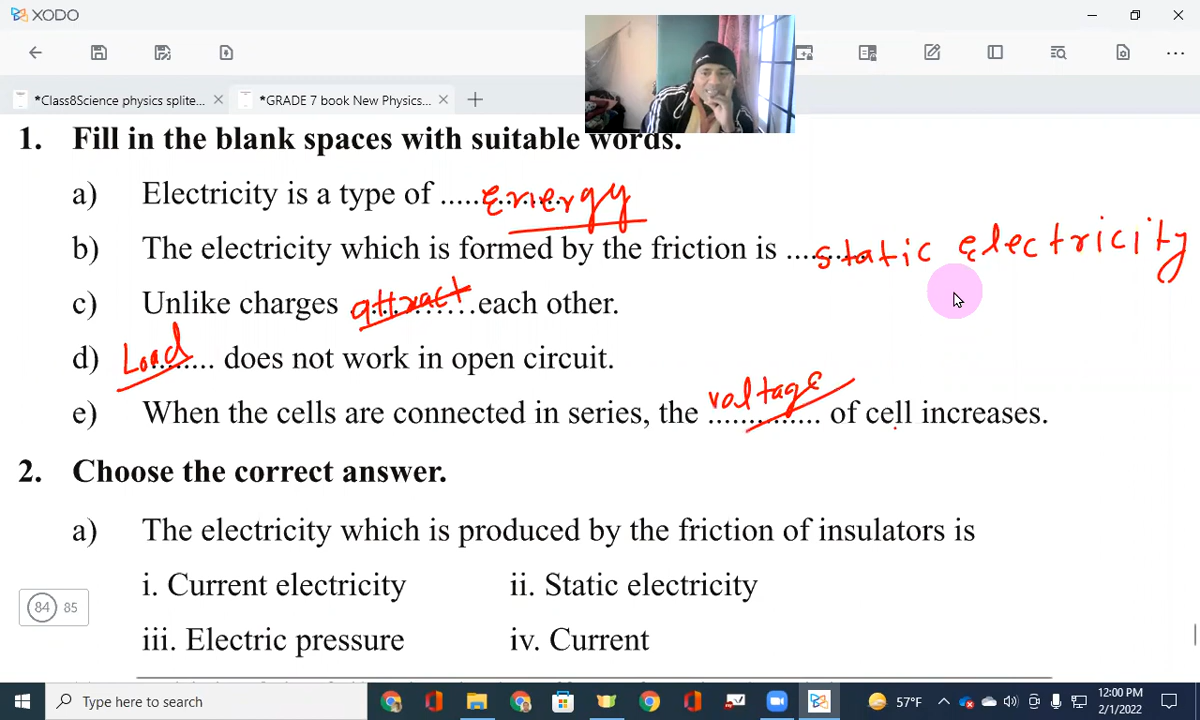 XODO
*Class8Science physics splite...
*GRADE 7 book New Physics...
1. Fill in the blank spaces with suitable words.
a) Electricity is a type of ..... energy
b) The electricity which is formed by the friction is .......... static electricity
c) Unlike charges attract ...each other.
d) Load ..... does not work in open circuit.
e) When the cells are connected in series, the voltage .............. of cell increases.
2. Choose the correct answer.
a) The electricity which is produced by the friction of insulators is
i. Current electricity ii. Static electricity
84 85
iii. Electric pressure iv. Current
Type here to search
57°F
12:00 PM
2/1/2022